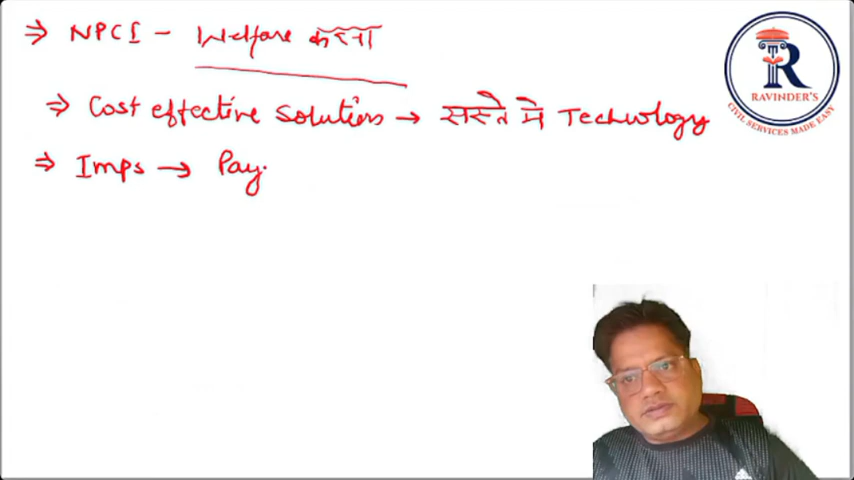 ⇒ NPCI - Welfare करना
⇒ Cost effective Solutions → सस्ते में Technology
⇒ Imps → Pay.
R
RAVINDER'S
CIVIL SERVICES MADE EASY